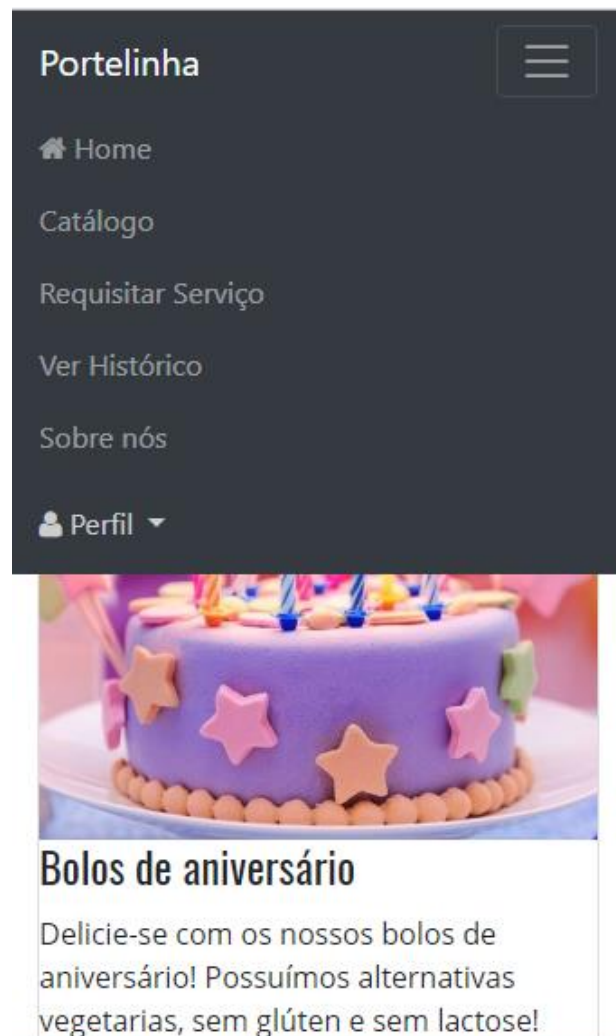 Portelinha
Home
Catálogo
Requisitar Serviço
Ver Histórico
Sobre nós
Perfil
Bolos de aniversário
Delicie-se com os nossos bolos de
aniversário! Possuímos alternativas
vegetarias, sem glúten e sem lactose!